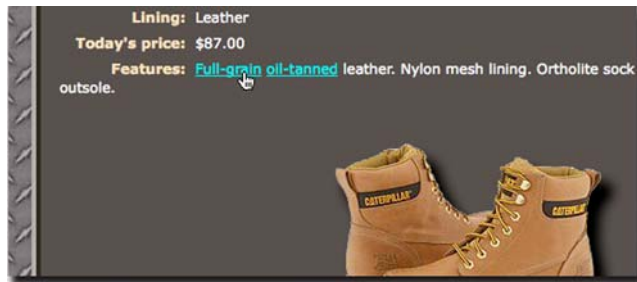 Lining: Leather
Today's price: $87.00
Features: Full-grain oil-tanned leather. Nylon mesh lining. Ortholite sock
outsole.
CATERPILLAR
CATERPILLAR